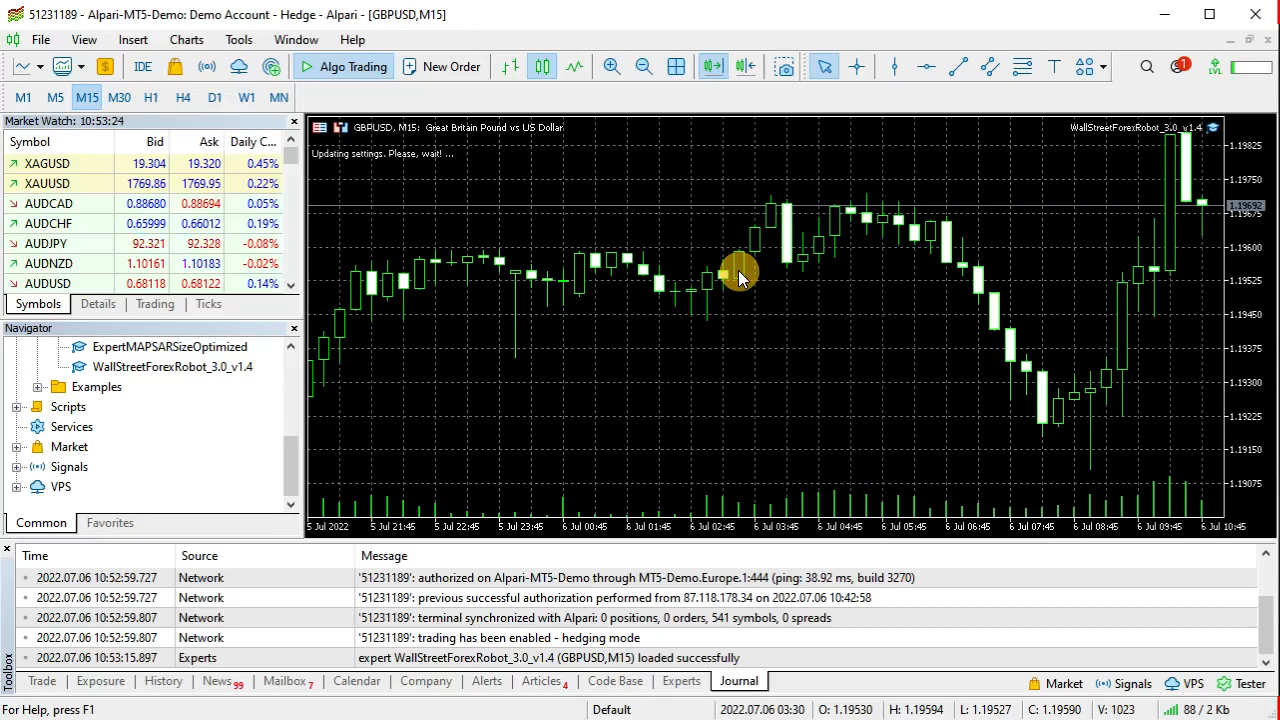 51231189 - Alpari-MT5-Demo: Demo Account - Hedge - Alpari - [GBPUSD,M15]
File View Insert Charts Tools Window Help
IDE Algo Trading New Order 1 LVL
M1 M5 M15 M30 H1 H4 D1 W1 MN
Market Watch: 10:53:24
Symbol Bid Ask Daily C...
XAGUSD 19.304 19.320 0.45%
XAUUSD 1769.86 1769.95 0.22%
AUDCAD 0.88680 0.88694 0.05%
AUDCHF 0.65999 0.66012 0.19%
AUDJPY 92.321 92.328 -0.08%
AUDNZD 1.10161 1.10183 -0.02%
AUDUSD 0.68118 0.68122 0.14%
Symbols Details Trading Ticks
Navigator
ExpertMAPSARSizeOptimized
WallStreetForexRobot_3.0_v1.4
Examples
Scripts
Services
Market
Signals
VPS
Common Favorites
GBPUSD, M15: Great Britain Pound vs US Dollar
WallStreetForexRobot_3.0_v1.4
Updating settings. Please, wait! ...
1.19825
1.19750
1.19692
1.19675
1.19600
1.19525
1.19450
1.19375
1.19300
1.19225
1.19150
1.19075
5 Jul 2022 5 Jul 21:45 5 Jul 22:45 5 Jul 23:45 6 Jul 00:45 6 Jul 01:45 6 Jul 02:45 6 Jul 03:45 6 Jul 04:45 6 Jul 05:45 6 Jul 06:45 6 Jul 07:45 6 Jul 08:45 6 Jul 09:45 6 Jul 10:45
Time Source Message
2022.07.06 10:52:59.727 Network '51231189': authorized on Alpari-MT5-Demo through MT5-Demo.Europe.1:444 (ping: 38.92 ms, build 3270)
2022.07.06 10:52:59.727 Network '51231189': previous successful authorization performed from 87.118.178.34 on 2022.07.06 10:42:58
2022.07.06 10:52:59.807 Network '51231189': terminal synchronized with Alpari: 0 positions, 0 orders, 541 symbols, 0 spreads
2022.07.06 10:52:59.807 Network '51231189': trading has been enabled - hedging mode
2022.07.06 10:53:15.897 Experts expert WallStreetForexRobot_3.0_v1.4 (GBPUSD,M15) loaded successfully
Toolbox
Trade Exposure History News 99 Mailbox 7 Calendar Company Alerts Articles 4 Code Base Experts Journal Market Signals VPS Tester
For Help, press F1 Default 2022.07.06 03:30 O: 1.19530 H: 1.19594 L: 1.19527 C: 1.19590 V: 1023 88 / 2 Kb